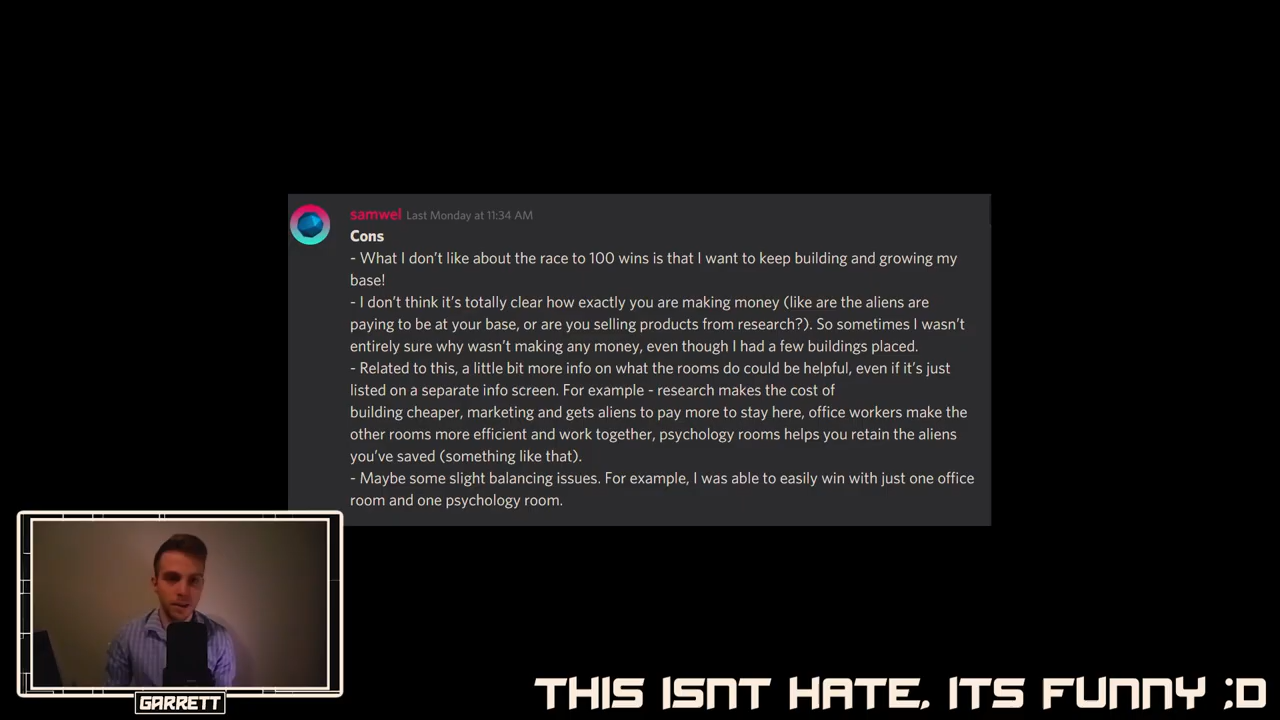 samwel Last Monday at 11:34 AM
Cons
- What I don't like about the race to 100 wins is that I want to keep building and growing my
base!
- I don't think it's totally clear how exactly you are making money (like are the aliens are
paying to be at your base, or are you selling products from research?). So sometimes I wasn't
entirely sure why wasn't making any money, even though I had a few buildings placed.
- Related to this, a little bit more info on what the rooms do could be helpful, even if it's just
listed on a separate info screen. For example - research makes the cost of
building cheaper, marketing and gets aliens to pay more to stay here, office workers make the
other rooms more efficient and work together, psychology rooms helps you retain the aliens
you've saved (something like that).
- Maybe some slight balancing issues. For example, I was able to easily win with just one office
room and one psychology room.
GARRETT
THIS ISNT HATE, ITS FUNNY ;D